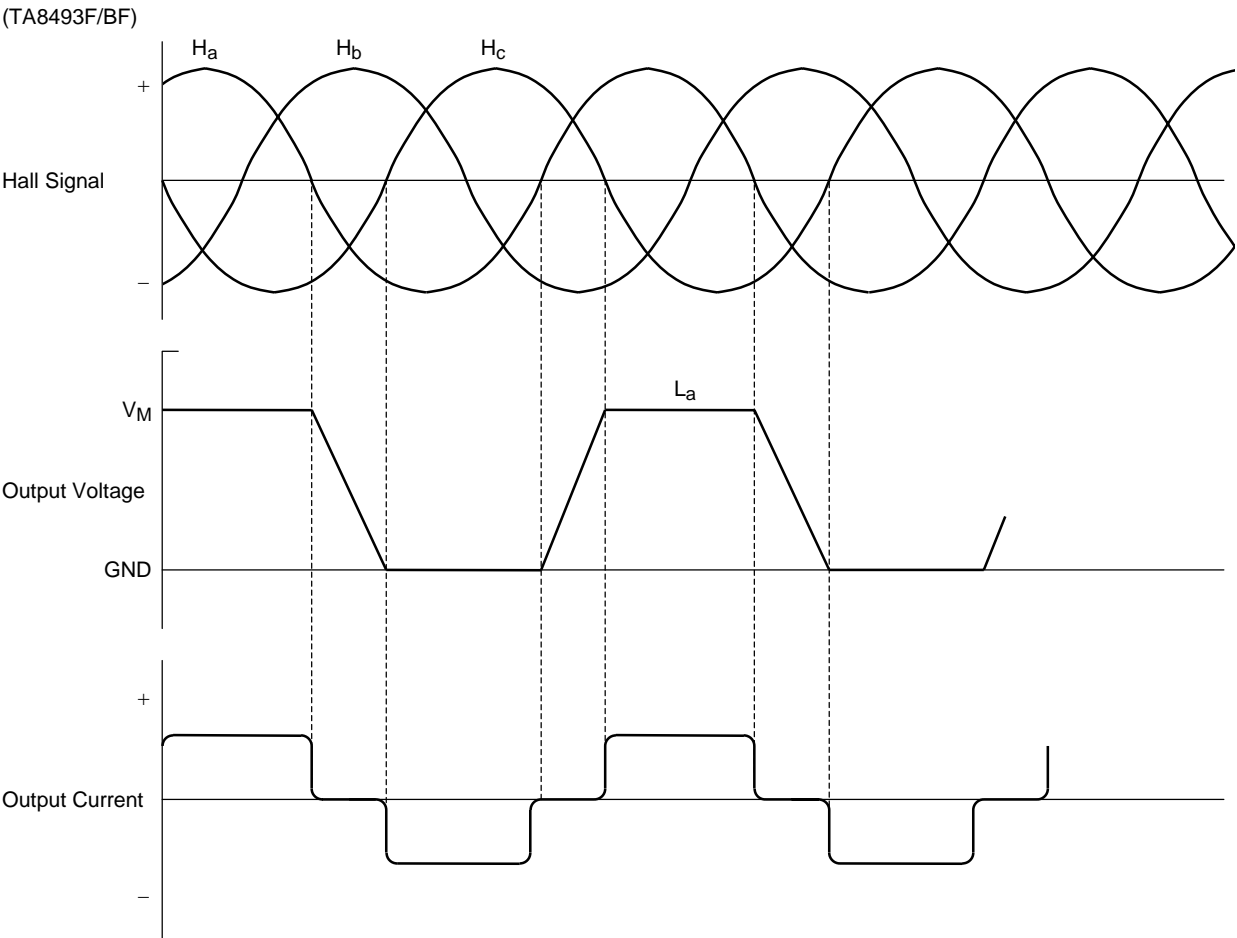 (TA8493F/BF)
Ha Hb Hc
+
Hall Signal
−
VM
La
Output Voltage
GND
+
Output Current
−